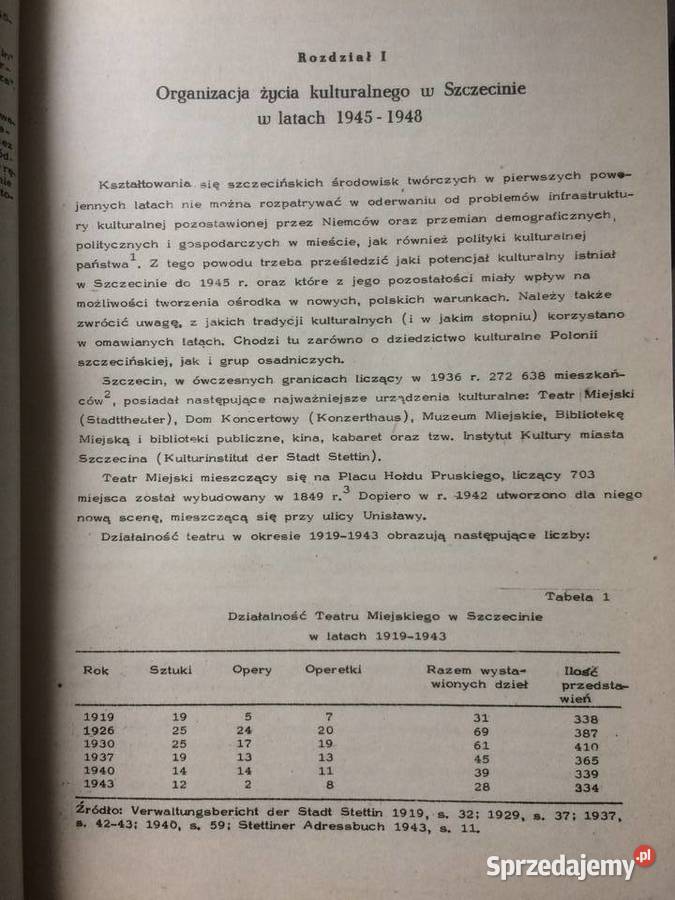 Rozdział I
Organizacja życia kulturalnego w Szczecinie
w latach 1945-1948
Kształtowania się szczecińskich środowisk twórczych w pierwszych powo-
jennych latach nie można rozpatrywać w oderwaniu od problemów infrastruktu-
ry kulturalnej pozostawionej przez Niemców oraz przemian demograficznych,
politycznych i gospodarczych w mieście, jak również polityki kulturalnej
państwa1. Z tego powodu trzeba prześledzić jaki potencjał kulturalny istniał
w Szczecinie do 1945 r. oraz które z jego pozostałości miały wpływ na
możliwości tworzenia ośrodka w nowych, polskich warunkach. Należy także
zwrócić uwagę, z jakich tradycji kulturalnych (i w jakim stopniu) korzystano
w omawianych latach. Chodzi tu zarówno o dziedzictwo kulturalne Polonii
szczecińskiej, jak i grup osadniczych.
Szczecin, w ówczesnych granicach liczący w 1936 r. 272 638 mieszkań-
ców2, posiadał następujące najważniejsze urządzenia kulturalne: Teatr Miejski
(Stadttheater), Dom Koncertowy (Konzerthaus), Muzeum Miejskie, Bibliotekę
Miejską i biblioteki publiczne, kina, kabaret oraz tzw. Instytut Kultury miasta
Szczecina (Kulturinstitut der Stadt Stettin).
Teatr Miejski mieszczący się na Placu Hołdu Pruskiego, liczący 703
miejsca został wybudowany w 1849 r.3 Dopiero w r. 1942 utworzono dla niego
nową scenę, mieszczącą się przy ulicy Unisławy.
Działalność teatru w okresie 1919-1943 obrazują następujące liczby:
Tabela 1
Działalność Teatru Miejskiego w Szczecinie
w latach 1919-1943
Rok Sztuki Opery Operetki Razem wysta- Ilość
wionych dzieł przedsta-
wień
1919 19 5 7 31 338
1926 25 24 20 69 387
1930 25 17 19 61 410
1937 19 13 13 45 365
1940 14 14 11 39 339
1943 12 2 8 28 334
Źródło: Verwaltungsbericht der Stadt Stettin 1919, s. 32; 1929, s. 37; 1937,
s. 42-43; 1940, s. 59; Stettiner Adressbuch 1943, s. 11.
Sprzedajemy.pl